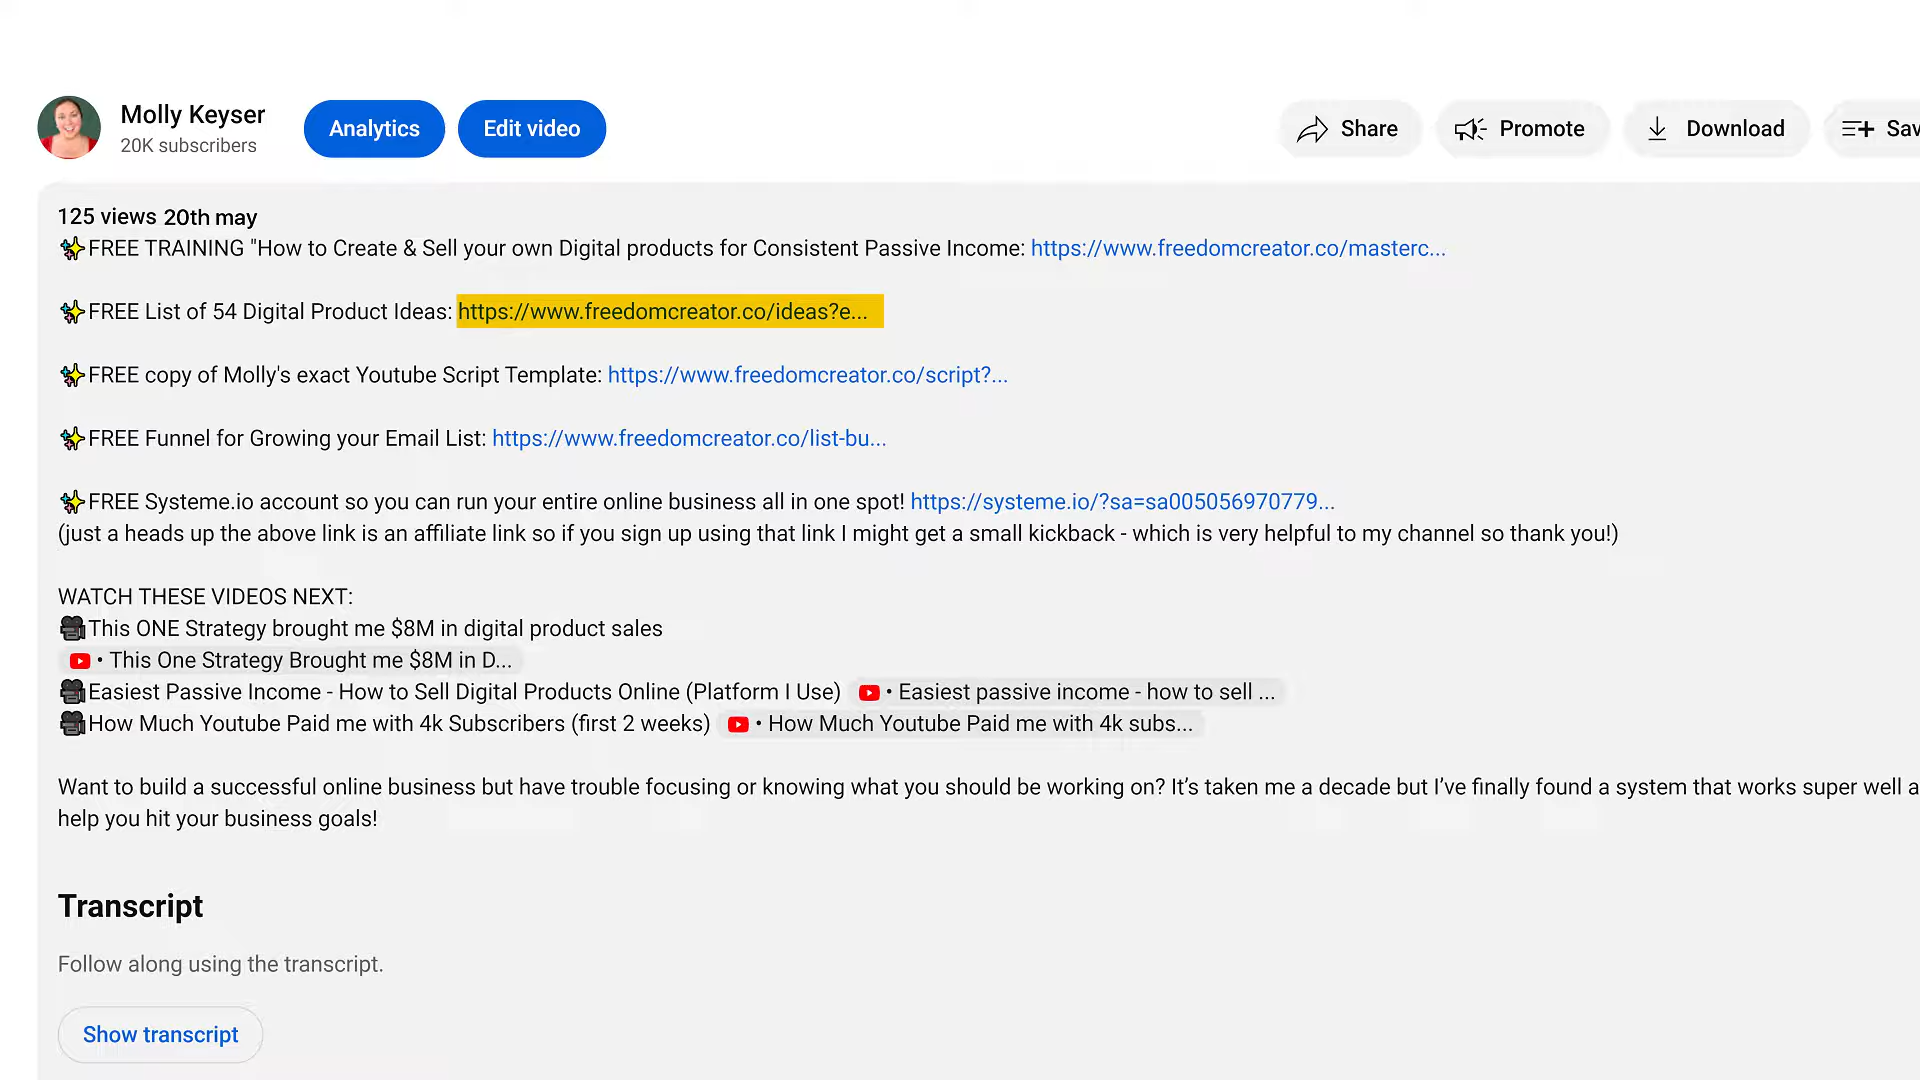 Molly Keyser
20K subscribers
Analytics
Edit video
Share
Promote
Download
Sav
125 views 20th may
✨FREE TRAINING "How to Create & Sell your own Digital products for Consistent Passive Income: https://www.freedomcreator.co/masterc...
✨FREE List of 54 Digital Product Ideas: https://www.freedomcreator.co/ideas?e...
✨FREE copy of Molly's exact Youtube Script Template: https://www.freedomcreator.co/script?...
✨FREE Funnel for Growing your Email List: https://www.freedomcreator.co/list-bu...
✨FREE Systeme.io account so you can run your entire online business all in one spot! https://systeme.io/?sa=sa005056970779...
(just a heads up the above link is an affiliate link so if you sign up using that link I might get a small kickback - which is very helpful to my channel so thank you!)
WATCH THESE VIDEOS NEXT:
🎥This ONE Strategy brought me $8M in digital product sales
• This One Strategy Brought me $8M in D...
🎥Easiest Passive Income - How to Sell Digital Products Online (Platform I Use) • Easiest passive income - how to sell ...
🎥How Much Youtube Paid me with 4k Subscribers (first 2 weeks) • How Much Youtube Paid me with 4k subs...
Want to build a successful online business but have trouble focusing or knowing what you should be working on? It’s taken me a decade but I’ve finally found a system that works super well a
help you hit your business goals!
Transcript
Follow along using the transcript.
Show transcript